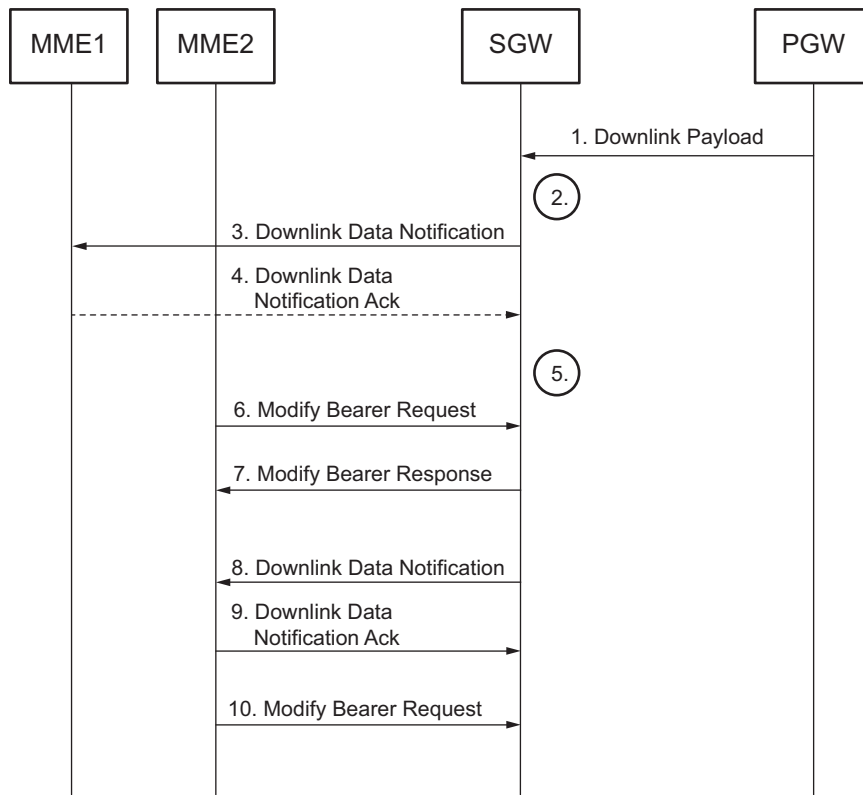 MME1
MME2
SGW
PGW
1. Downlink Payload
2.
3. Downlink Data Notification
4. Downlink Data
Notification Ack
5.
6. Modify Bearer Request
7. Modify Bearer Response
8. Downlink Data Notification
9. Downlink Data
Notification Ack
10. Modify Bearer Request